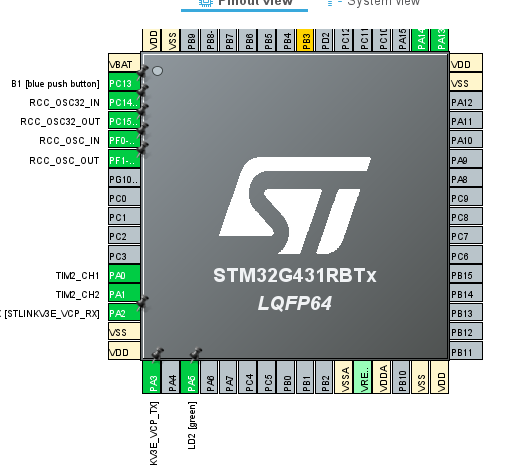 Pinout view
System view
VDD
VSS
PB9
PB8-
PB7
PB6
PB5
PB4
PB3
PD2
PC12
PC11
PC10
PA15
PA14
PA13
VBAT
B1 [blue push button] PC13
RCC_OSC32_IN PC14..
RCC_OSC32_OUT PC15..
RCC_OSC_IN PF0-..
RCC_OSC_OUT PF1-..
PG10..
PC0
PC1
PC2
PC3
TIM2_CH1 PA0
TIM2_CH2 PA1
[STLINKV3E_VCP_RX] PA2
VSS
VDD
STM32G431RBTx
LQFP64
VDD
VSS
PA12
PA11
PA10
PA9
PA8
PC9
PC8
PC7
PC6
PB15
PB14
PB13
PB12
PB11
PA3
PA4
PA5
PA6
PA7
PC4
PC5
PB0
PB1
PB2
VSSA
VRE..
VDDA
PB10
VSS
VDD
KV3E_VCP_TX]
LD2 [green]